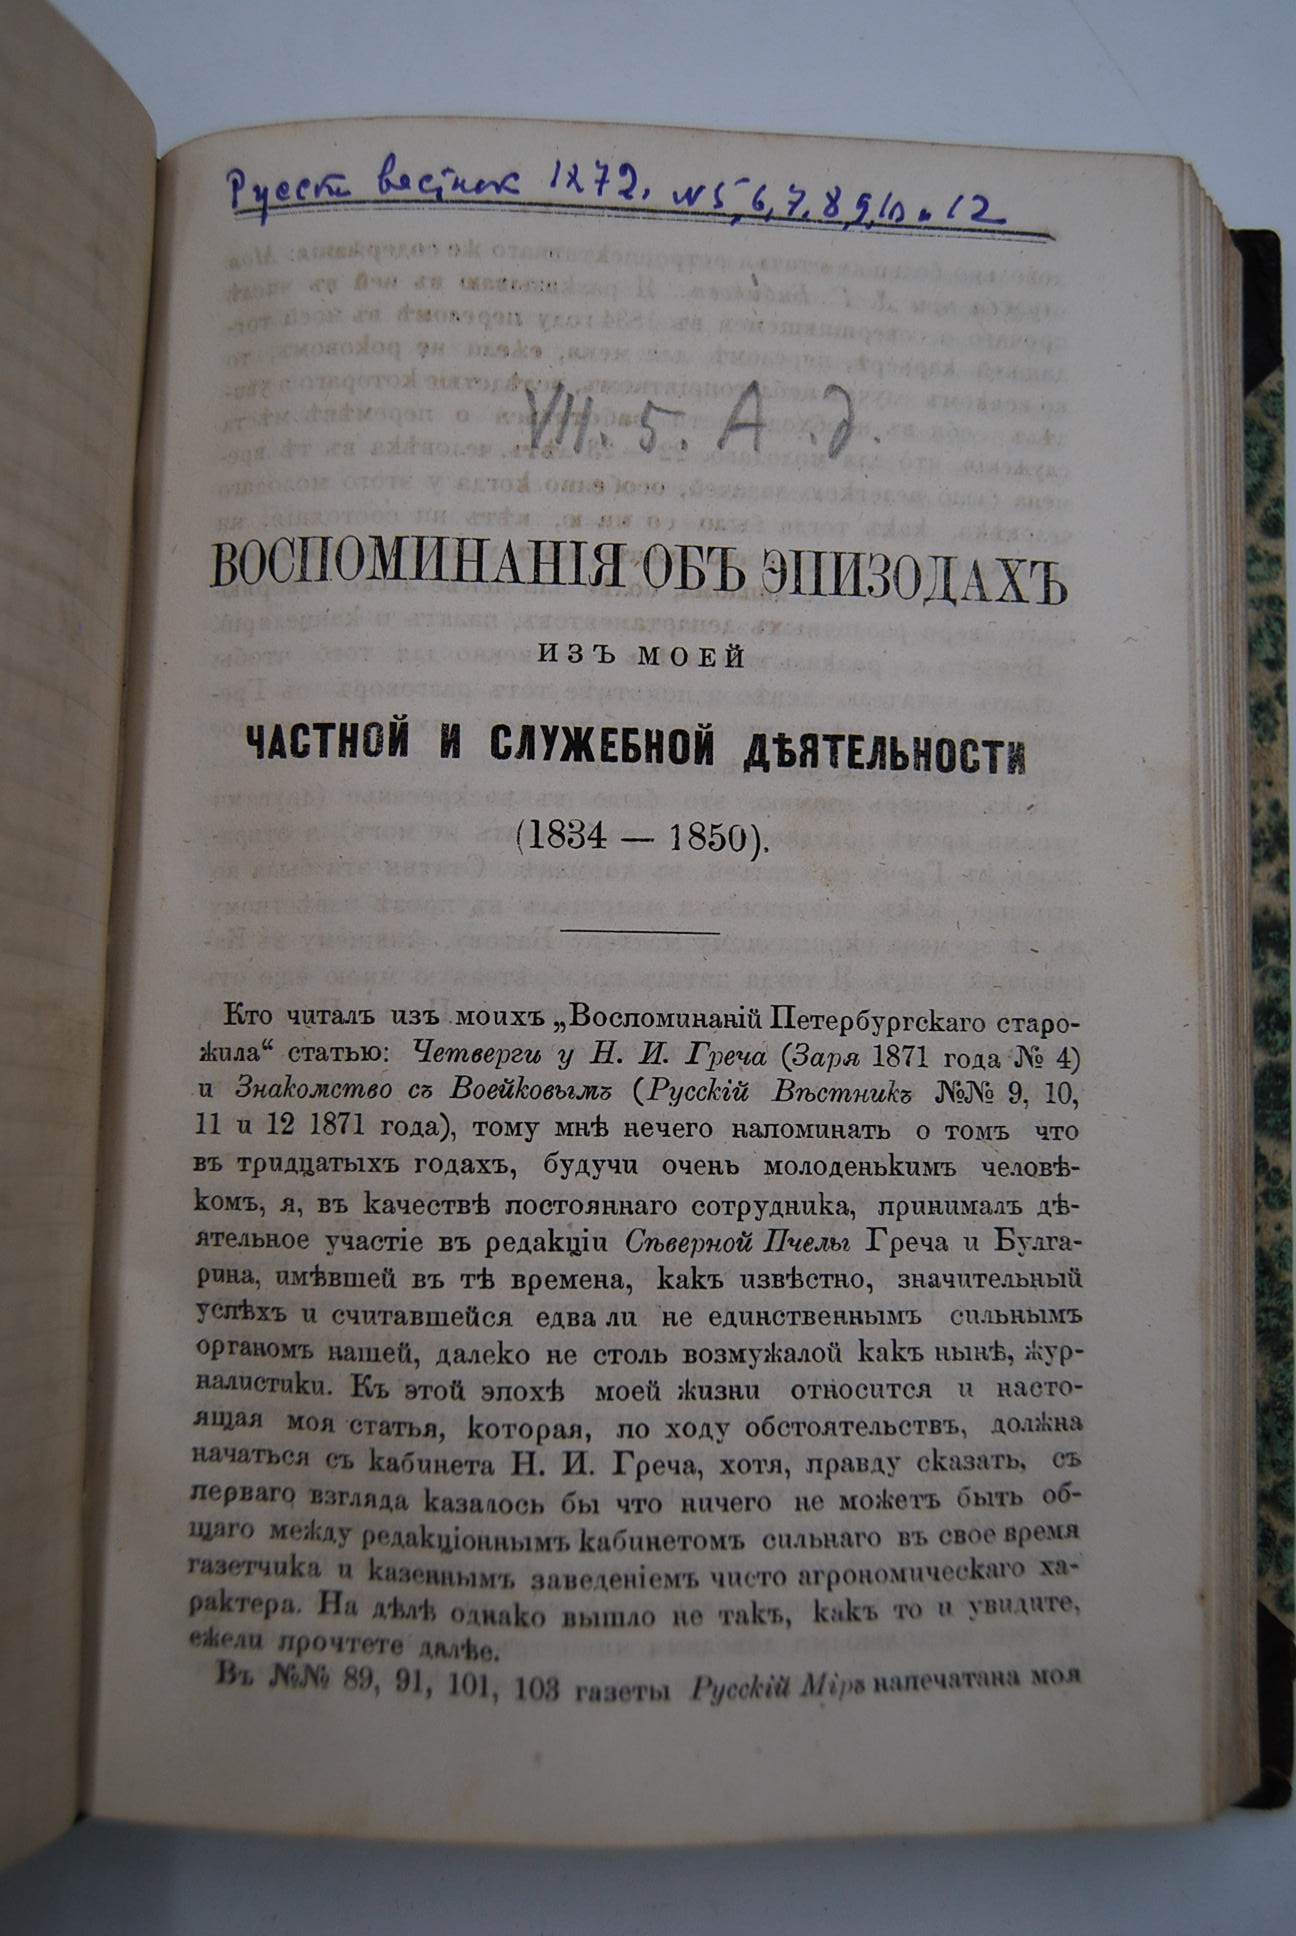 Русск вестник 1872. N 5, 6, 7, 8, 9, 10 и 12
VII. 5. А. д.
ВОСПОМИНАНІЯ ОБЪ ЭПИЗОДАХЪ
ИЗЪ МОЕЙ
ЧАСТНОЙ И СЛУЖЕБНОЙ ДѢЯТЕЛЬНОСТИ
(1834 — 1850).
Кто читалъ изъ моихъ „Воспоминаній Петербургскаго старо-
жила“ статью: Четверги у Н. И. Греча (Заря 1871 года № 4)
и Знакомство съ Воейковымъ (Русскій Вѣстникъ №№ 9, 10,
11 и 12 1871 года), тому мнѣ нечего напоминать о томъ что
въ тридцатыхъ годахъ, будучи очень молоденькимъ человѣ-
комъ, я, въ качествѣ постояннаго сотрудника, принималъ дѣ-
ятельное участіе въ редакціи Сѣверной Пчелы Греча и Булга-
рина, имѣвшей въ тѣ времена, какъ извѣстно, значительный
успѣхъ и считавшейся едва ли не единственнымъ сильнымъ
органомъ нашей, далеко не столь возмужалой какъ нынѣ, жур-
налистики. Къ этой эпохѣ моей жизни относится и насто-
ящая моя статья, которая, по ходу обстоятельствъ, должна
начаться съ кабинета Н. И. Греча, хотя, правду сказать, съ
перваго взгляда казалось бы что ничего не можетъ быть об-
щаго между редакціоннымъ кабинетомъ сильнаго въ свое время
газетчика и казеннымъ заведеніемъ чисто агрономическаго ха-
рактера. На дѣлѣ однако вышло не такъ, какъ то и увидите,
ежели прочтете далѣе.
Въ №№ 89, 91, 101, 103 газеты Русскій Міръ напечатана моя